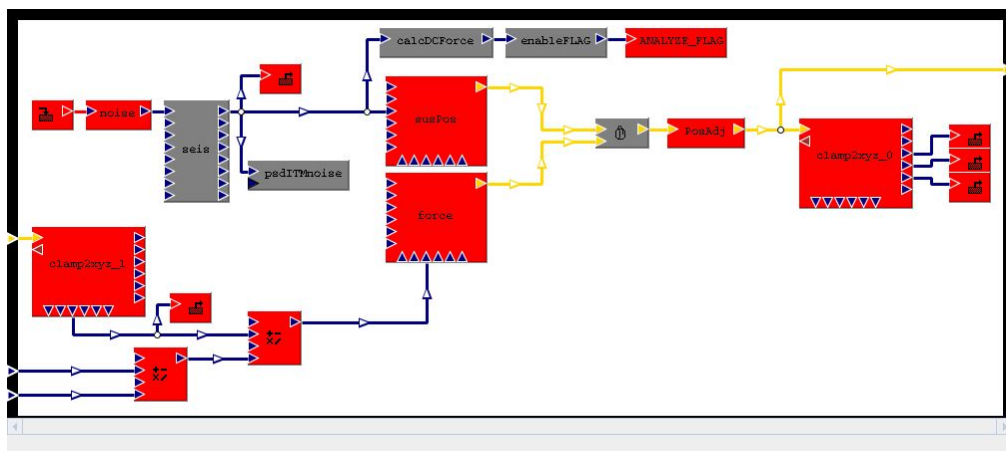 calcDCForce
enableFLAG
ANALYZE_FLAG
noise
seis
susPos
psdITMnoise
PosAdj
clamp2xyz_0
force
clamp2xyz_1
+-
×/
+-
×/